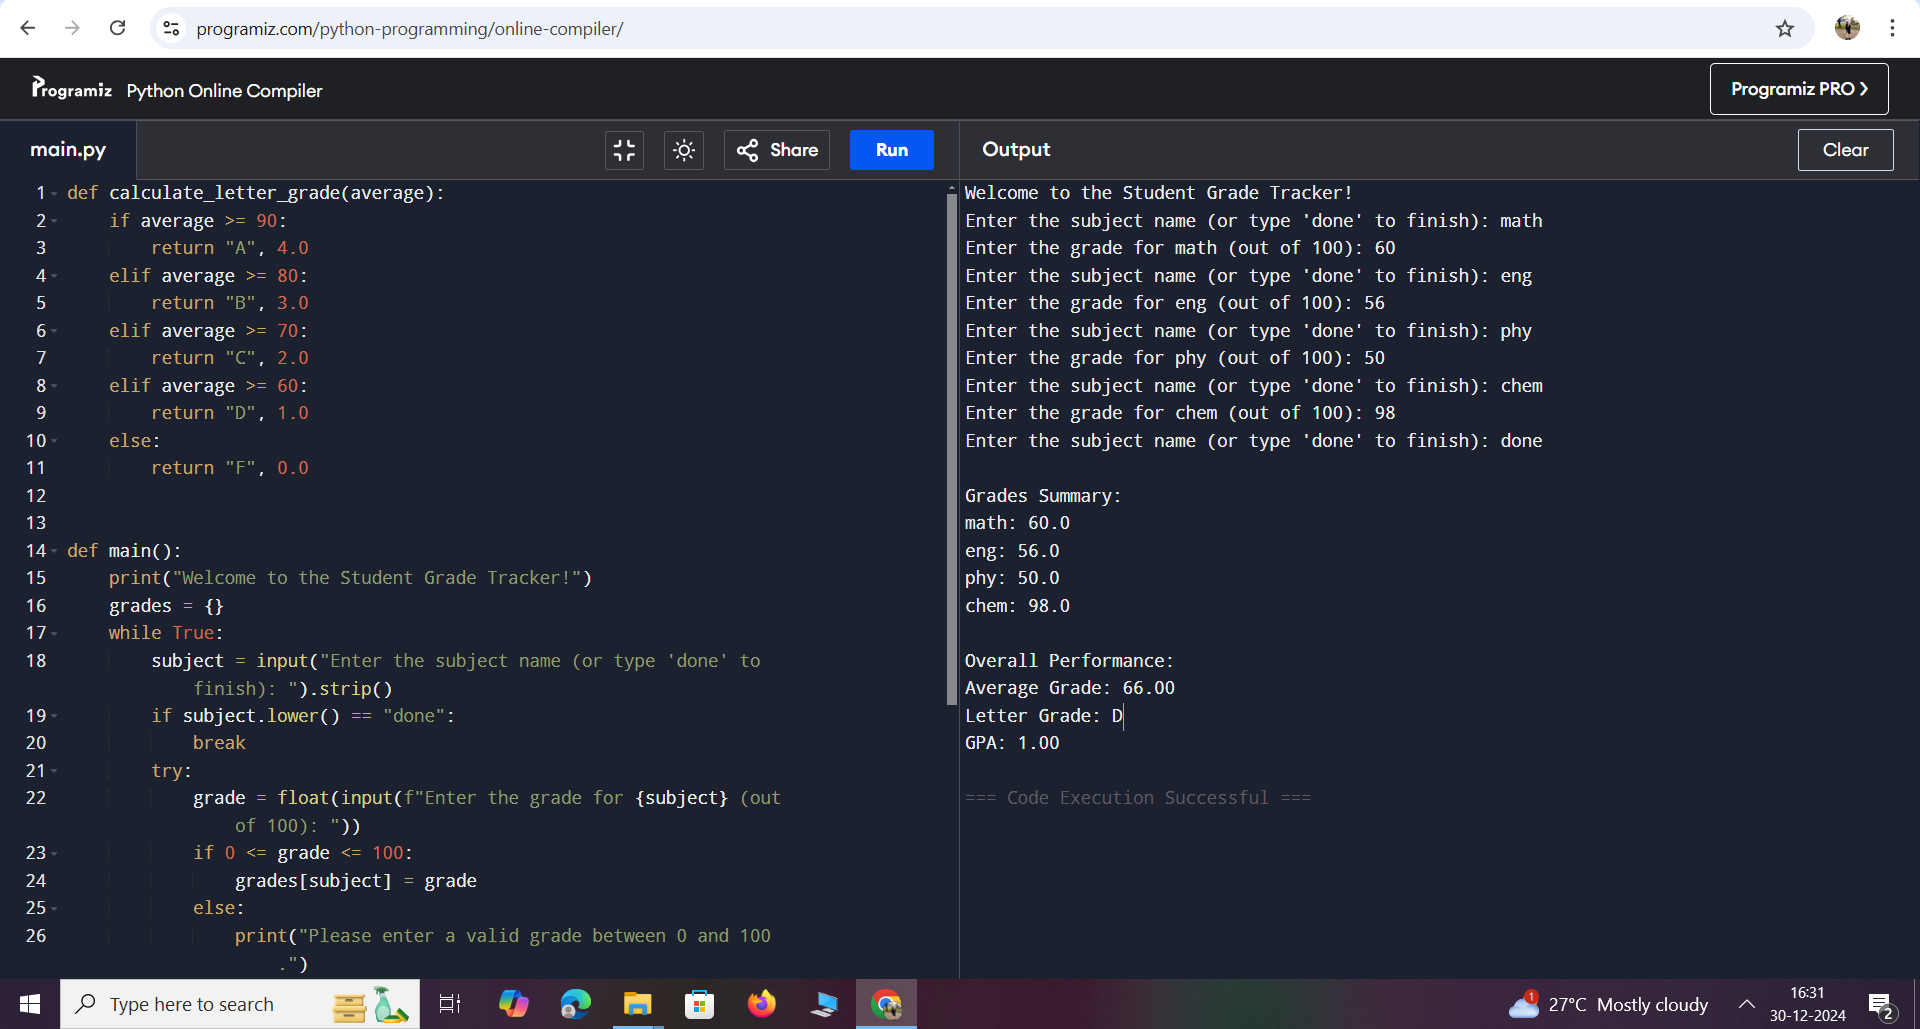 programiz.com/python-programming/online-compiler/
Programiz Python Online Compiler
Programiz PRO ❯
main.py
Share
Run
Output
Clear
1 def calculate_letter_grade(average):
2     if average >= 90:
3         return "A", 4.0
4     elif average >= 80:
5         return "B", 3.0
6     elif average >= 70:
7         return "C", 2.0
8     elif average >= 60:
9         return "D", 1.0
10     else:
11         return "F", 0.0
12
13
14 def main():
15     print("Welcome to the Student Grade Tracker!")
16     grades = {}
17     while True:
18         subject = input("Enter the subject name (or type 'done' to
finish): ").strip()
19         if subject.lower() == "done":
20             break
21         try:
22             grade = float(input(f"Enter the grade for {subject} (out
of 100): "))
23             if 0 <= grade <= 100:
24                 grades[subject] = grade
25             else:
26                 print("Please enter a valid grade between 0 and 100
.")
Welcome to the Student Grade Tracker!
Enter the subject name (or type 'done' to finish): math
Enter the grade for math (out of 100): 60
Enter the subject name (or type 'done' to finish): eng
Enter the grade for eng (out of 100): 56
Enter the subject name (or type 'done' to finish): phy
Enter the grade for phy (out of 100): 50
Enter the subject name (or type 'done' to finish): chem
Enter the grade for chem (out of 100): 98
Enter the subject name (or type 'done' to finish): done
Grades Summary:
math: 60.0
eng: 56.0
phy: 50.0
chem: 98.0
Overall Performance:
Average Grade: 66.00
Letter Grade: D
GPA: 1.00
=== Code Execution Successful ===
Type here to search
1
27°C Mostly cloudy
16:31
30-12-2024
2